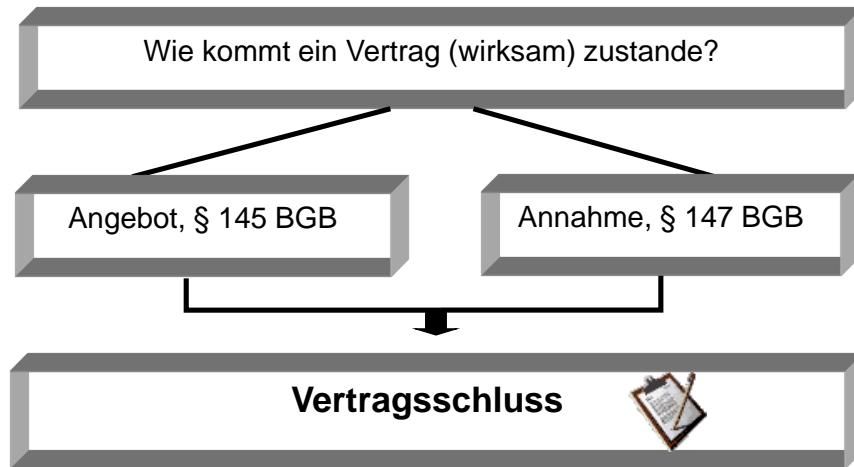 Wie kommt ein Vertrag (wirksam) zustande?
Angebot, § 145 BGB
Annahme, § 147 BGB
Vertragsschluss